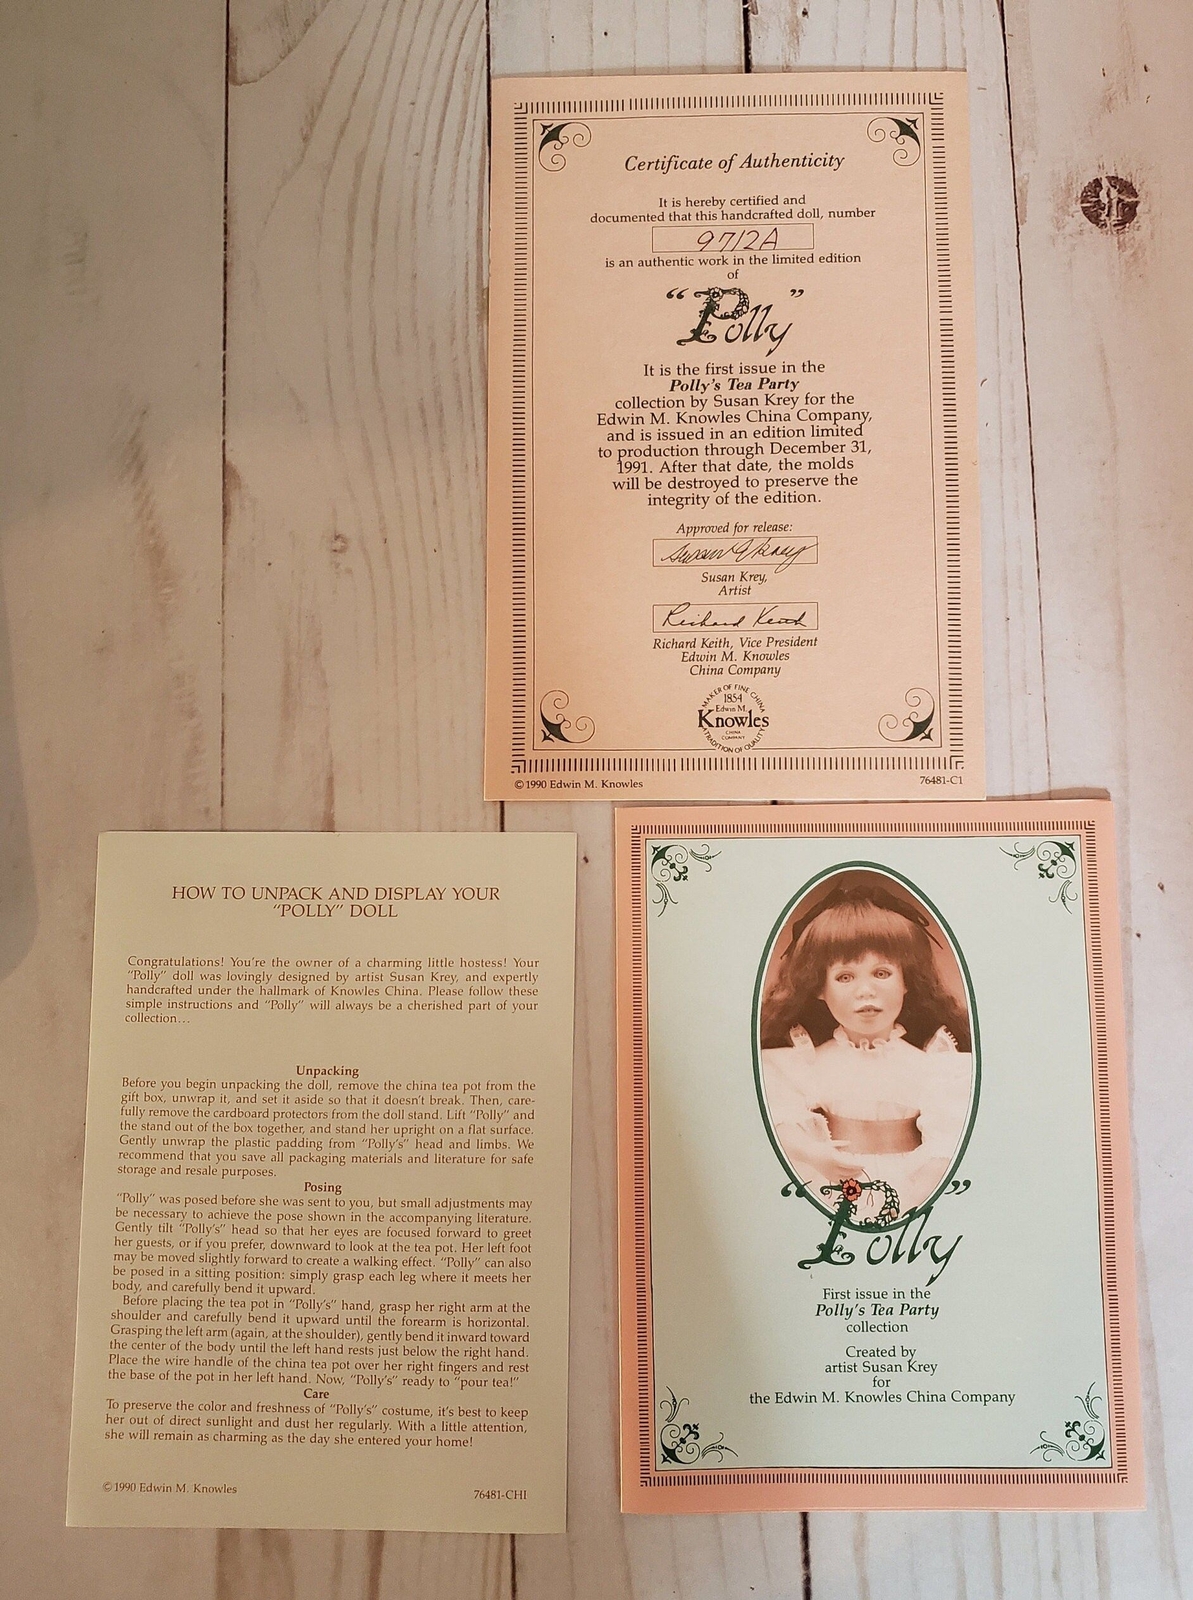 Certificate of Authenticity
It is hereby certified and
documented that this handcrafted doll, number
9712A
is an authentic work in the limited edition
of
“Polly”
It is the first issue in the
Polly's Tea Party
collection by Susan Krey for the
Edwin M. Knowles China Company,
and is issued in an edition limited
to production through December 31,
1991. After that date, the molds
will be destroyed to preserve the
integrity of the edition.
Approved for release:
Susan Krey
Susan Krey,
Artist
Richard Keith
Richard Keith, Vice President
Edwin M. Knowles
China Company
MAKER OF FINE CHINA
1854
Edwin M.
Knowles
CHINA
COMPANY
TRADITION OF QUALITY
©1990 Edwin M. Knowles
76481-C1
HOW TO UNPACK AND DISPLAY YOUR
“POLLY” DOLL
Congratulations! You're the owner of a charming little hostess! Your
“Polly” doll was lovingly designed by artist Susan Krey, and expertly
handcrafted under the hallmark of Knowles China. Please follow these
simple instructions and “Polly” will always be a cherished part of your
collection...
Unpacking
Before you begin unpacking the doll, remove the china tea pot from the
gift box, unwrap it, and set it aside so that it doesn't break. Then, care-
fully remove the cardboard protectors from the doll stand. Lift “Polly” and
the stand out of the box together, and stand her upright on a flat surface.
Gently unwrap the plastic padding from “Polly's” head and limbs. We
recommend that you save all packaging materials and literature for safe
storage and resale purposes.
Posing
“Polly” was posed before she was sent to you, but small adjustments may
be necessary to achieve the pose shown in the accompanying literature.
Gently tilt “Polly's” head so that her eyes are focused forward to greet
her guests, or if you prefer, downward to look at the tea pot. Her left foot
may be moved slightly forward to create a walking effect. “Polly” can also
be posed in a sitting position: simply grasp each leg where it meets her
body, and carefully bend it upward.
Before placing the tea pot in “Polly's” hand, grasp her right arm at the
shoulder and carefully bend it upward until the forearm is horizontal.
Grasping the left arm (again, at the shoulder), gently bend it inward toward
the center of the body until the left hand rests just below the right hand.
Place the wire handle of the china tea pot over her right fingers and rest
the base of the pot in her left hand. Now, “Polly's” ready to “pour tea!”
Care
To preserve the color and freshness of “Polly's” costume, it's best to keep
her out of direct sunlight and dust her regularly. With a little attention,
she will remain as charming as the day she entered your home!
©1990 Edwin M. Knowles
76481-CHI
“Polly”
First issue in the
Polly's Tea Party
collection
Created by
artist Susan Krey
for
the Edwin M. Knowles China Company